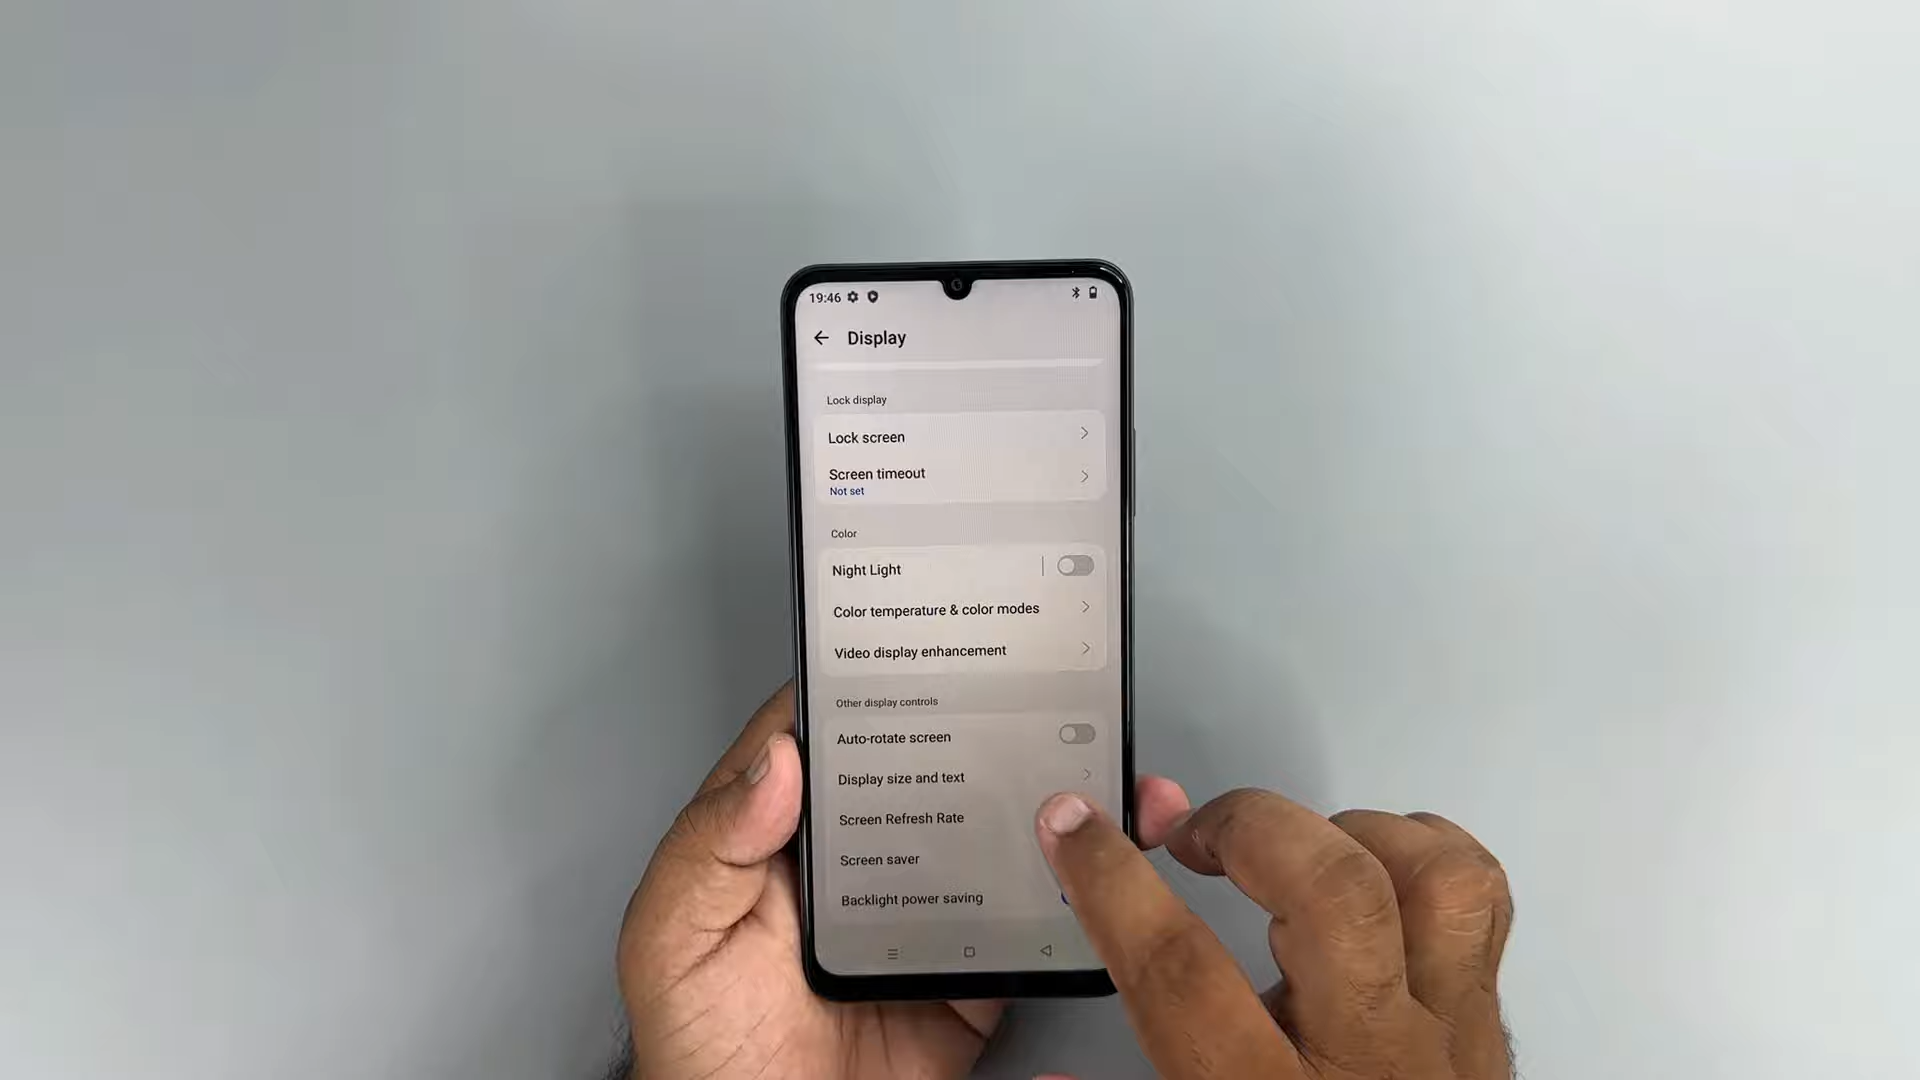 19:46
Display
Lock display
Lock screen
Screen timeout
Not set
Color
Night Light
Color temperature & color modes
Video display enhancement
Other display controls
Auto-rotate screen
Display size and text
Screen Refresh Rate
Screen saver
Backlight power saving